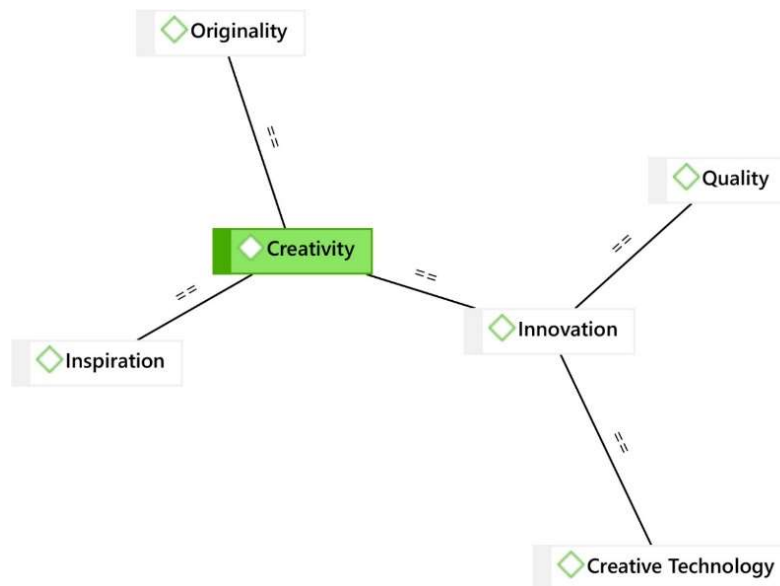 Originality
==
Quality
Creativity
==
==
==
Innovation
Inspiration
==
Creative Technology